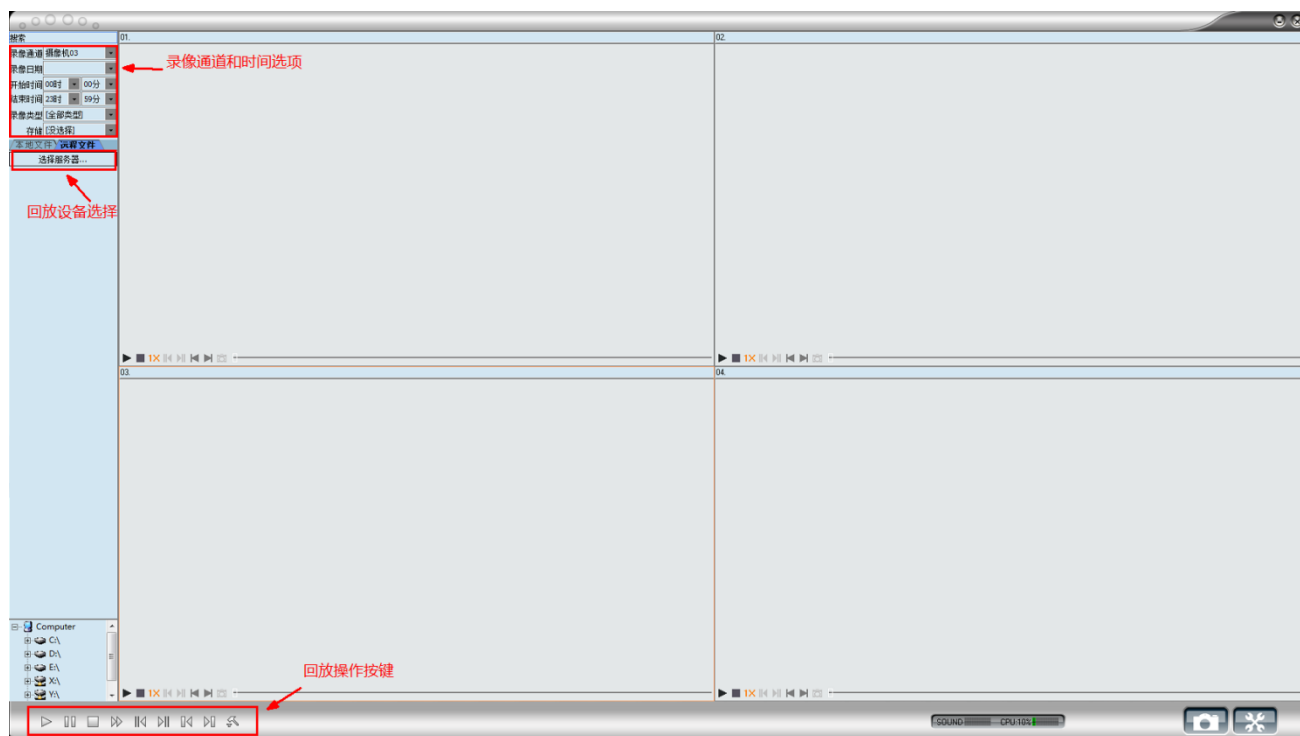 搜索
01.
02.
录像通道 摄像机03
录像通道和时间选项
录像日期
开始时间 00时 00分
结束时间 23时 59分
录像类型 [全部类型]
存储 [没选择]
本地文件 远程文件
选择服务器...
回放设备选择
1X
1X
03.
04.
Computer
C:\
D:\
E:\
X:\
Y:\
回放操作按键
1X
1X
SOUND CPU:10%